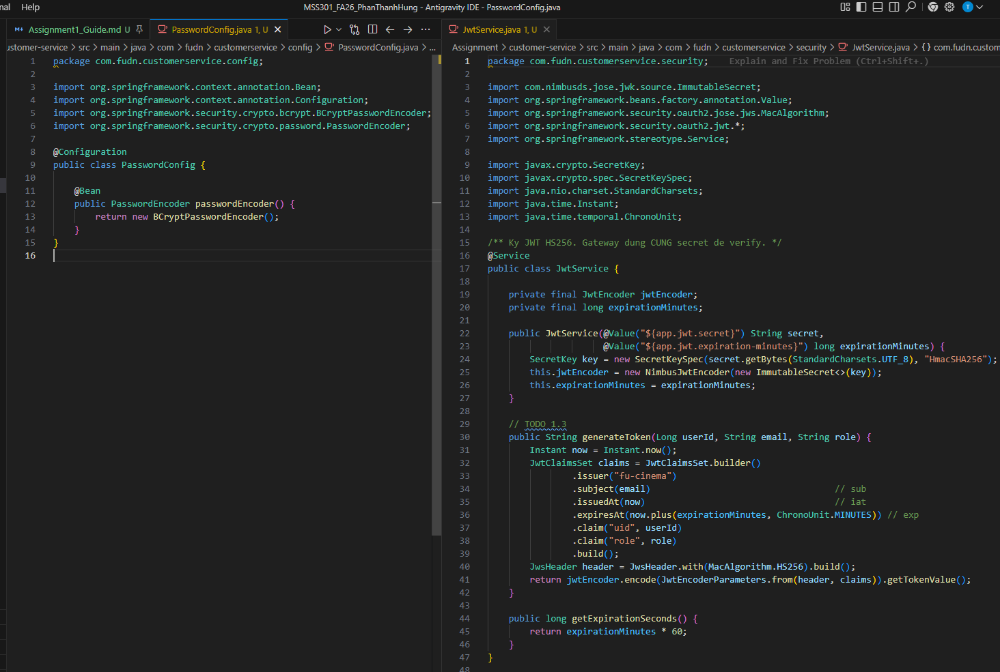 nal Help MSS301_FA26_PhanThanhHung - Antigravity IDE - PasswordConfig.java T
Assignment1_Guide.md U PasswordConfig.java 1, U
ustomer-service > src > main > java > com > fudn > customerservice > config > PasswordConfig.java > ...
1 package com.fudn.customerservice.config;
2
3 import org.springframework.context.annotation.Bean;
4 import org.springframework.context.annotation.Configuration;
5 import org.springframework.security.crypto.bcrypt.BCryptPasswordEncoder;
6 import org.springframework.security.crypto.password.PasswordEncoder;
7
8 @Configuration
9 public class PasswordConfig {
10
11 @Bean
12 public PasswordEncoder passwordEncoder() {
13 return new BCryptPasswordEncoder();
14 }
15 }
16
JwtService.java 1, U
Assignment > customer-service > src > main > java > com > fudn > customerservice > security > JwtService.java > {} com.fudn.custom
1 package com.fudn.customerservice.security; Explain and Fix Problem (Ctrl+Shift+.)
2
3 import com.nimbusds.jose.jwk.source.ImmutableSecret;
4 import org.springframework.beans.factory.annotation.Value;
5 import org.springframework.security.oauth2.jose.jws.MacAlgorithm;
6 import org.springframework.security.oauth2.jwt.*;
7 import org.springframework.stereotype.Service;
8
9 import javax.crypto.SecretKey;
10 import javax.crypto.spec.SecretKeySpec;
11 import java.nio.charset.StandardCharsets;
12 import java.time.Instant;
13 import java.time.temporal.ChronoUnit;
14
15 /** Ky JWT HS256. Gateway dung CUNG secret de verify. */
16 @Service
17 public class JwtService {
18
19 private final JwtEncoder jwtEncoder;
20 private final long expirationMinutes;
21
22 public JwtService(@Value("${app.jwt.secret}") String secret,
23 @Value("${app.jwt.expiration-minutes}") long expirationMinutes) {
24 SecretKey key = new SecretKeySpec(secret.getBytes(StandardCharsets.UTF_8), "HmacSHA256");
25 this.jwtEncoder = new NimbusJwtEncoder(new ImmutableSecret<>(key));
26 this.expirationMinutes = expirationMinutes;
27 }
28
29 // TODO 1.3
30 public String generateToken(Long userId, String email, String role) {
31 Instant now = Instant.now();
32 JwtClaimsSet claims = JwtClaimsSet.builder()
33 .issuer("fu-cinema")
34 .subject(email) // sub
35 .issuedAt(now) // iat
36 .expiresAt(now.plus(expirationMinutes, ChronoUnit.MINUTES)) // exp
37 .claim("uid", userId)
38 .claim("role", role)
39 .build();
40 JwsHeader header = JwsHeader.with(MacAlgorithm.HS256).build();
41 return jwtEncoder.encode(JwtEncoderParameters.from(header, claims)).getTokenValue();
42 }
43
44 public long getExpirationSeconds() {
45 return expirationMinutes * 60;
46 }
47 }
48